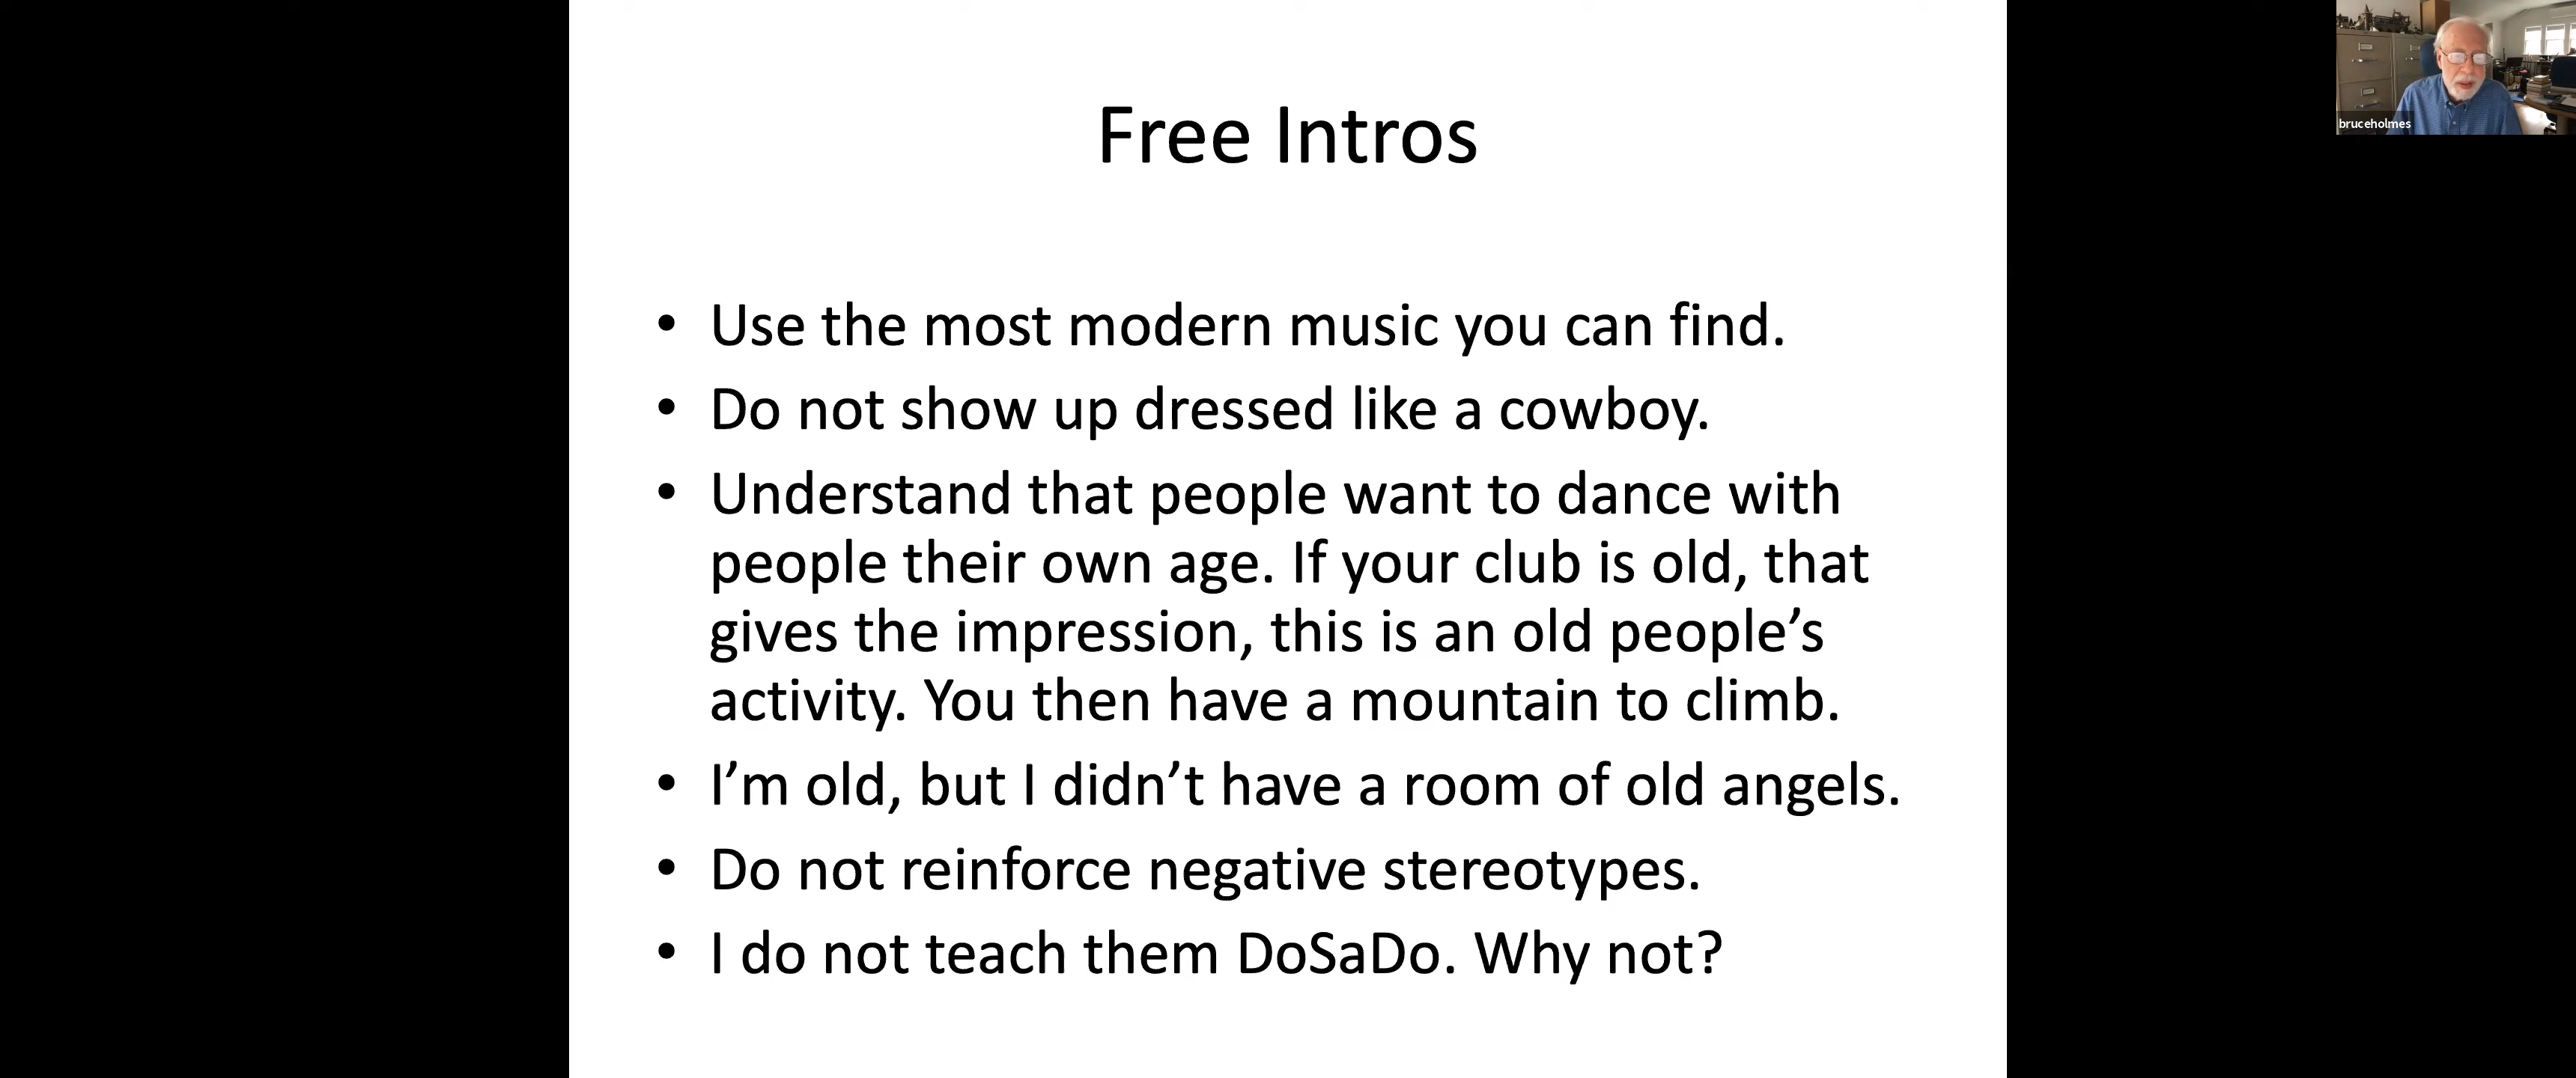 Free Intros
bruceholmes
• Use the most modern music you can find.
• Do not show up dressed like a cowboy.
• Understand that people want to dance with
people their own age. If your club is old, that
gives the impression, this is an old people’s
activity. You then have a mountain to climb.
• I’m old, but I didn’t have a room of old angels.
• Do not reinforce negative stereotypes.
• I do not teach them DoSaDo. Why not?